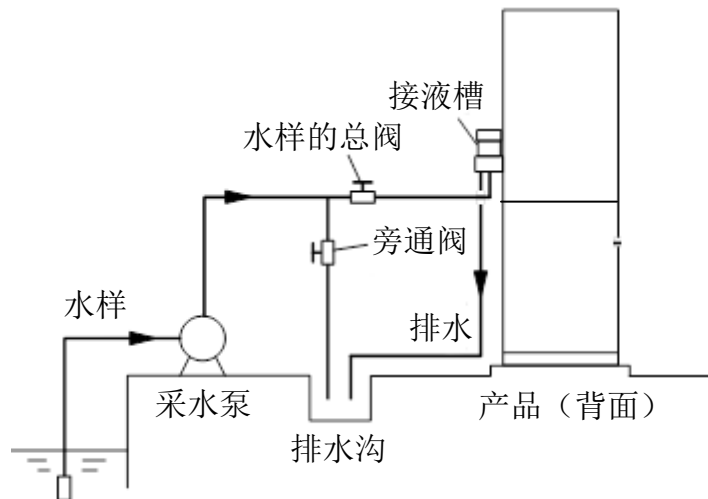 接液槽
水样的总阀
旁通阀
水样
排水
采水泵
产品（背面）
排水沟